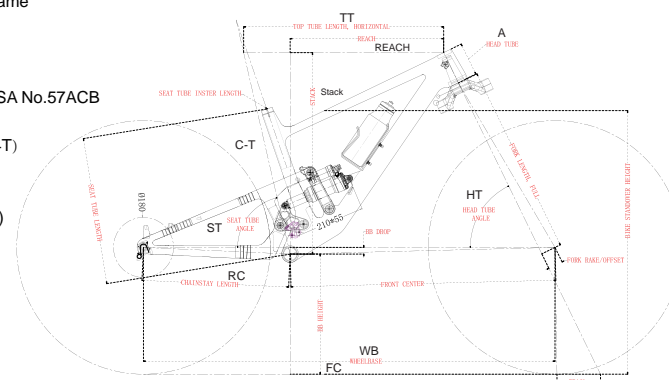 ame
TT
TOP TUBE LENGTH, HORIZONTAL
REACH
REACH
A
HEAD TUBE
SA No.57ACB
SEAT TUBE INSTER LENGTH
STACK
Stack
-T)
C-T
SEAT TUBE LENGTH
Ø180
FORK LENGTH, FULL
BIKE STANDOVER HEIGHT
HT
HEAD TUBE
ANGLE
)
ST
SEAT TUBE
ANGLE
210*55
BB DROP
FORK RAKE/OFFSET
RC
CHAINSTAY LENGTH
FRONT CENTER
BB HEIGHT
WB
WHEELBASE
FC